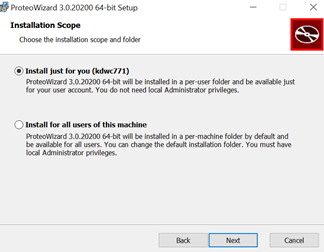 ProteoWizard 3.0.20200 64-bit Setup
Installation Scope
Choose the installation scope and folder
Install just for you (kdwc771)
ProteoWizard 3.0.20200 64-bit will be installed in a per-user folder and be available just
for your user account. You do not need local Administrator privileges.
Install for all users of this machine
ProteoWizard 3.0.20200 64-bit will be installed in a per-machine folder by default and
be available for all users. You can change the default installation folder. You must have
local Administrator privileges.
Back Next Cancel